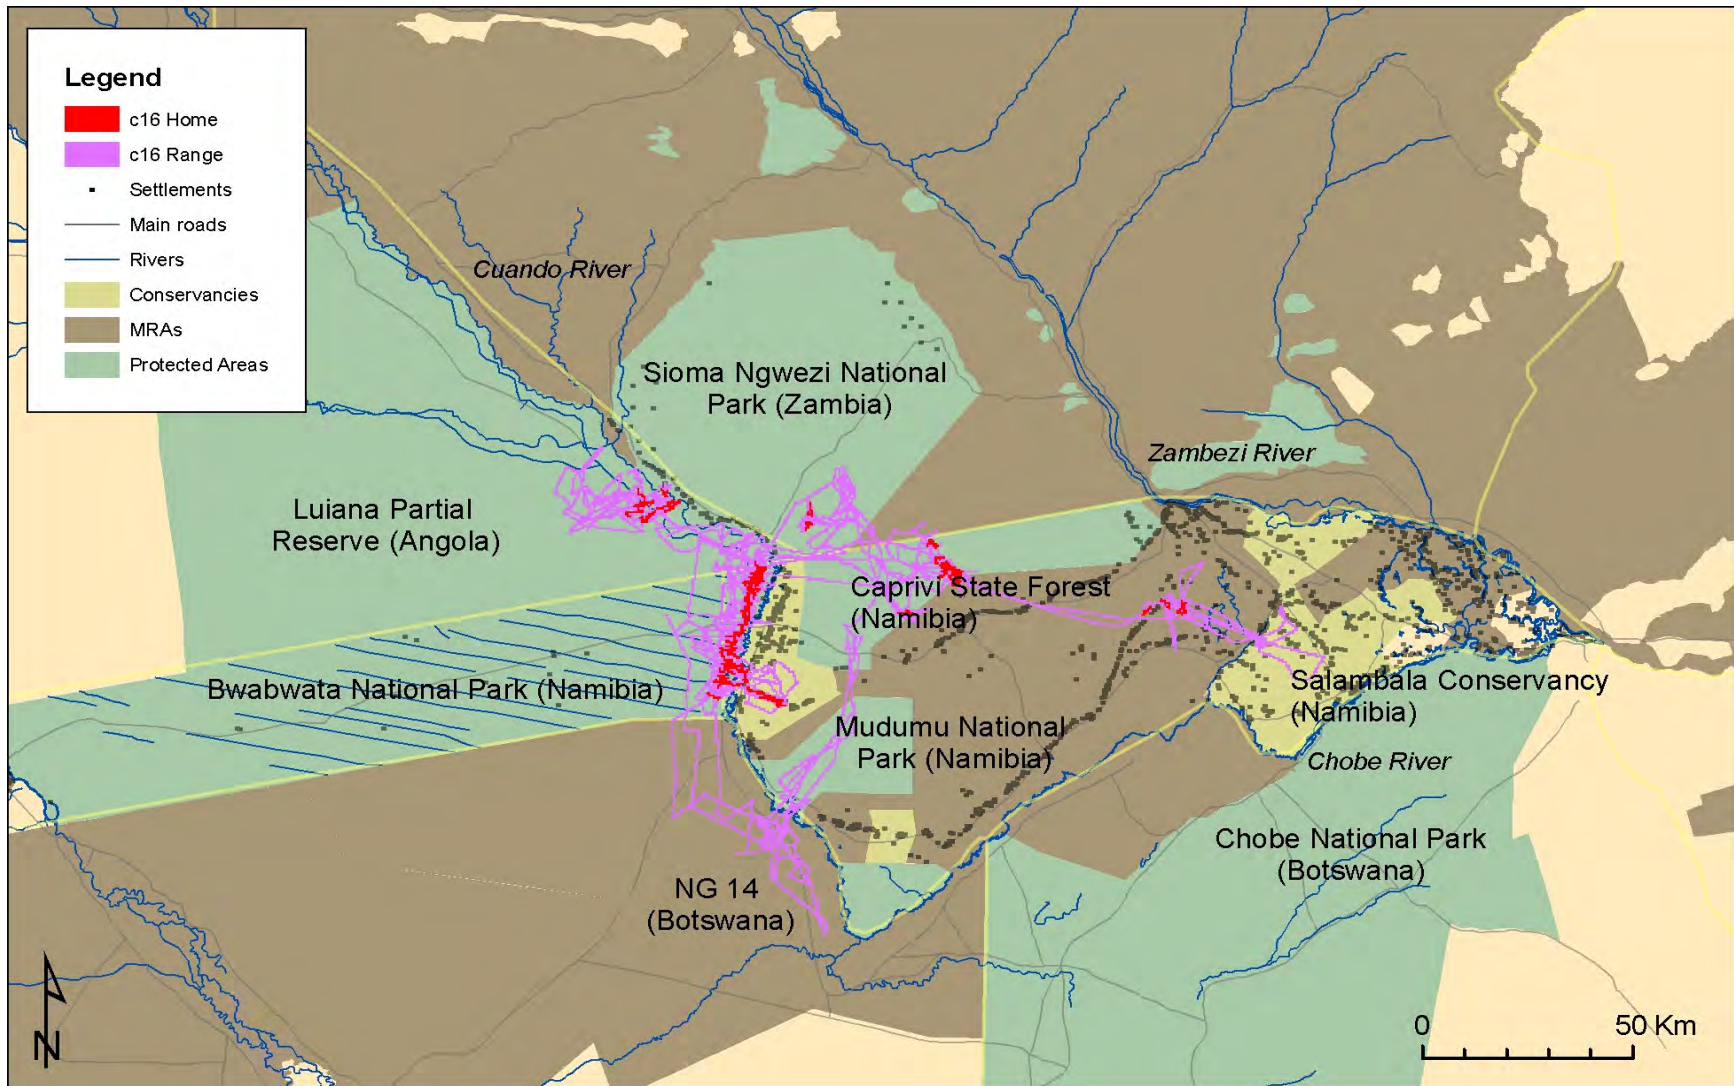 Legend
c16 Home
c16 Range
Settlements
Main roads
Rivers
Conservancies
MRAs
Protected Areas
Cuando River
Sioma Ngwezi National
Park (Zambia)
Zambezi River
Luiana Partial
Reserve (Angola)
Caprivi State Forest
(Namibia)
Bwabwata National Park (Namibia)
Salambala Conservancy
(Namibia)
Mudumu National
Park (Namibia)
Chobe River
Chobe National Park
(Botswana)
NG 14
(Botswana)
N
0 50 Km